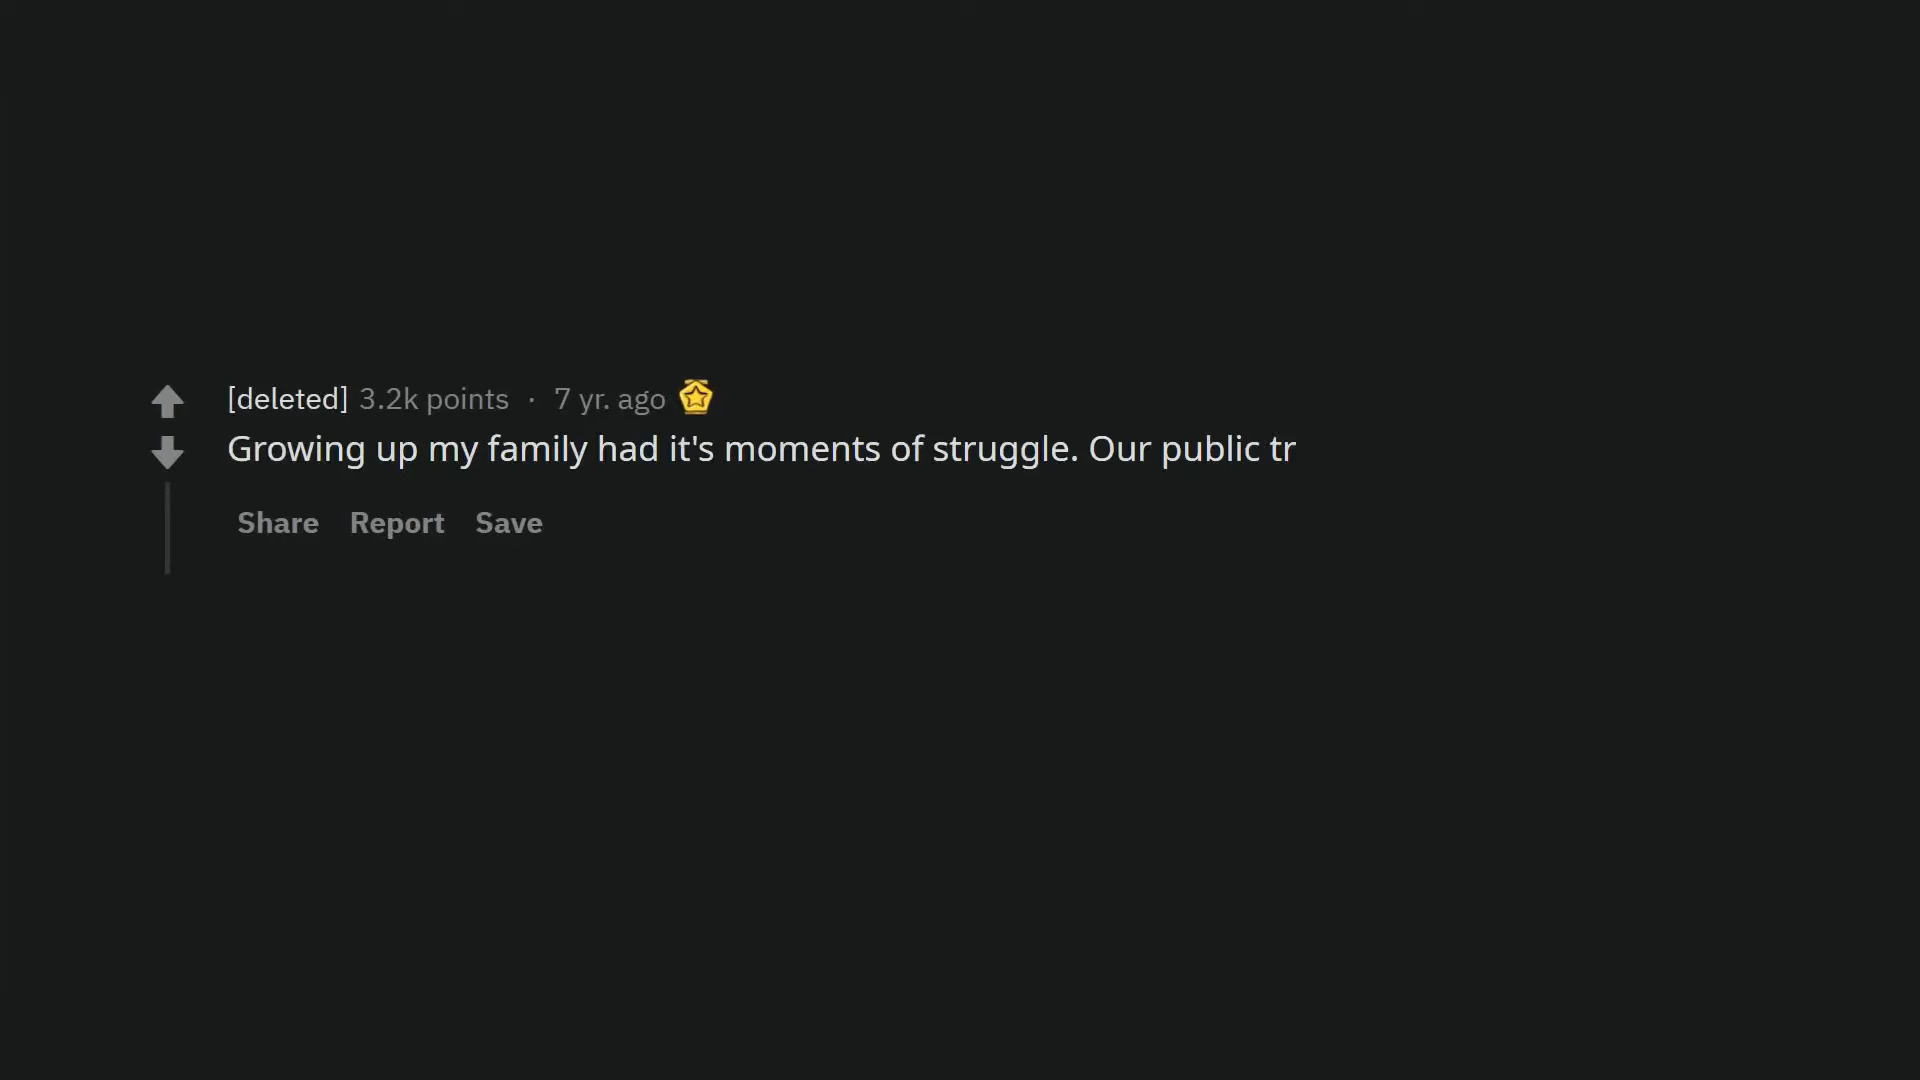 [deleted] 3.2k points · 7 yr. ago
Growing up my family had it's moments of struggle. Our public tr
Share Report Save